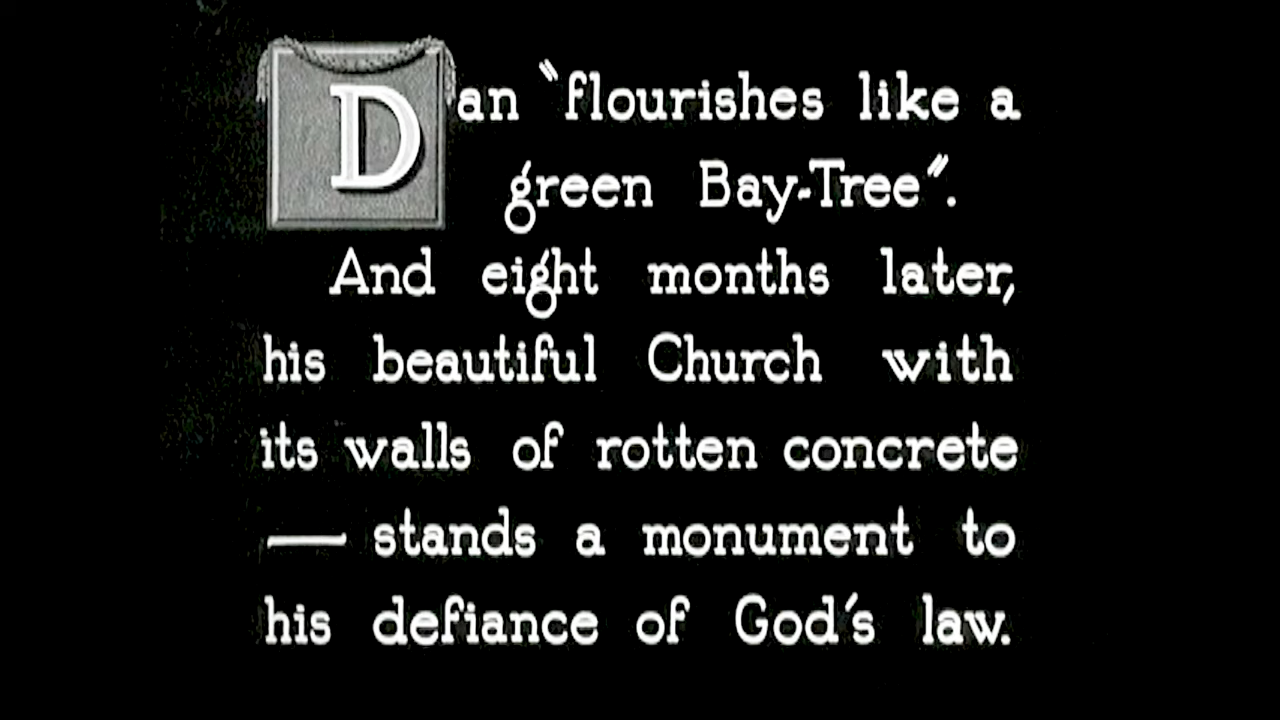 Dan "flourishes like a
green Bay-Tree".
And eight months later,
his beautiful Church with
its walls of rotten concrete
— stands a monument to
his defiance of God's law.